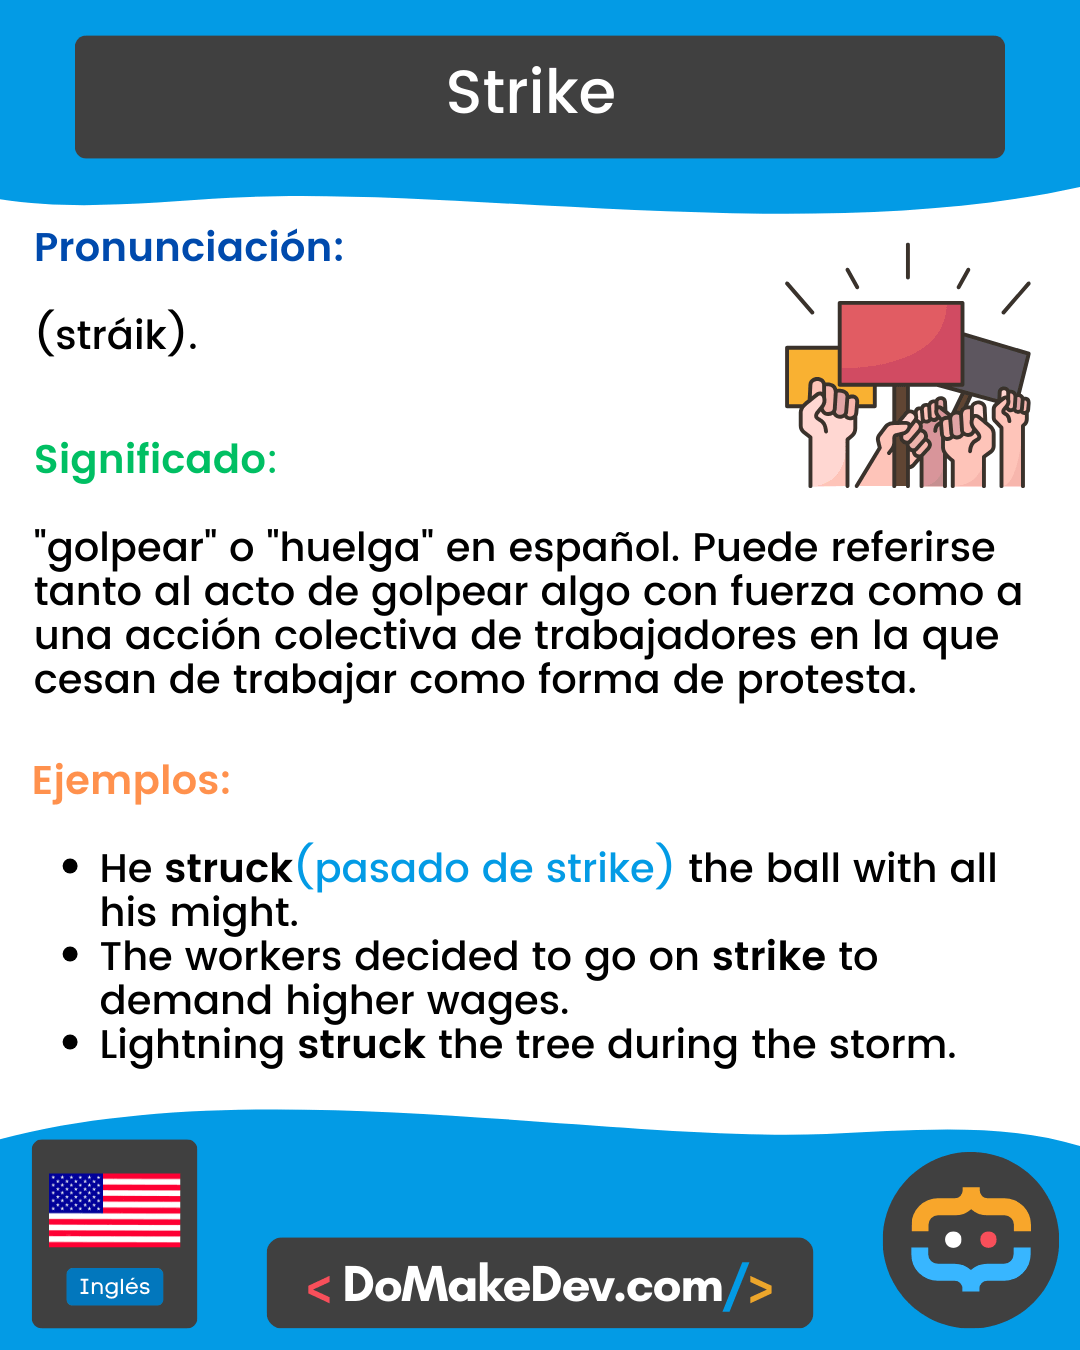 Strike
Pronunciación:
(stráik).
Significado:
"golpear" o "huelga" en español. Puede referirse
tanto al acto de golpear algo con fuerza como a
una acción colectiva de trabajadores en la que
cesan de trabajar como forma de protesta.
Ejemplos:
• He struck(pasado de strike) the ball with all
his might.
• The workers decided to go on strike to
demand higher wages.
• Lightning struck the tree during the storm.
Inglés
< DoMakeDev.com/>